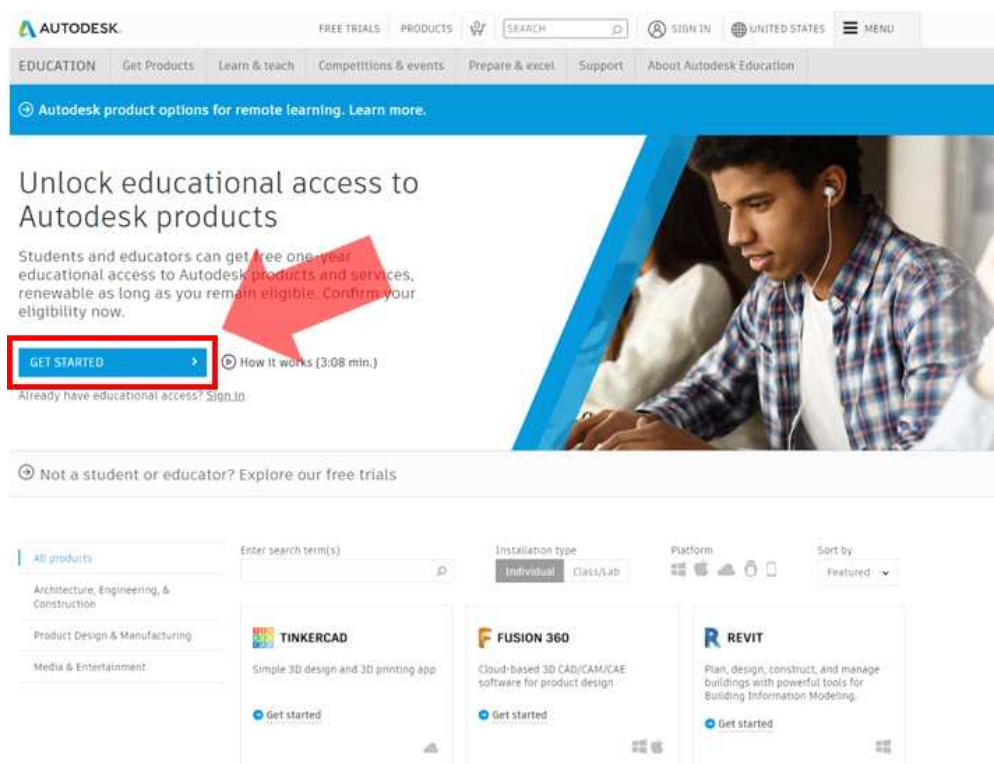 AUTODESK.
FREE TRIALS PRODUCTS SEARCH SIGN IN UNITED STATES MENU
EDUCATION Get Products Learn & teach Competitions & events Prepare & excel Support About Autodesk Education
Autodesk product options for remote learning. Learn more.
Unlock educational access to
Autodesk products
Students and educators can get free one-year
educational access to Autodesk products and services,
renewable as long as you remain eligible. Confirm your
eligibility now.
GET STARTED
How it works (3:08 min.)
Already have educational access? Sign in
Not a student or educator? Explore our free trials
All products
Architecture, Engineering, &
Construction
Product Design & Manufacturing
Media & Entertainment
Enter search term(s)
Installation type
Individual Class/Lab
Platform
Sort by
Featured
TINKERCAD
Simple 3D design and 3D printing app
Get started
FUSION 360
Cloud-based 3D CAD/CAM/CAE
software for product design
Get started
R REVIT
Plan, design, construct, and manage
buildings with powerful tools for
Building Information Modeling.
Get started